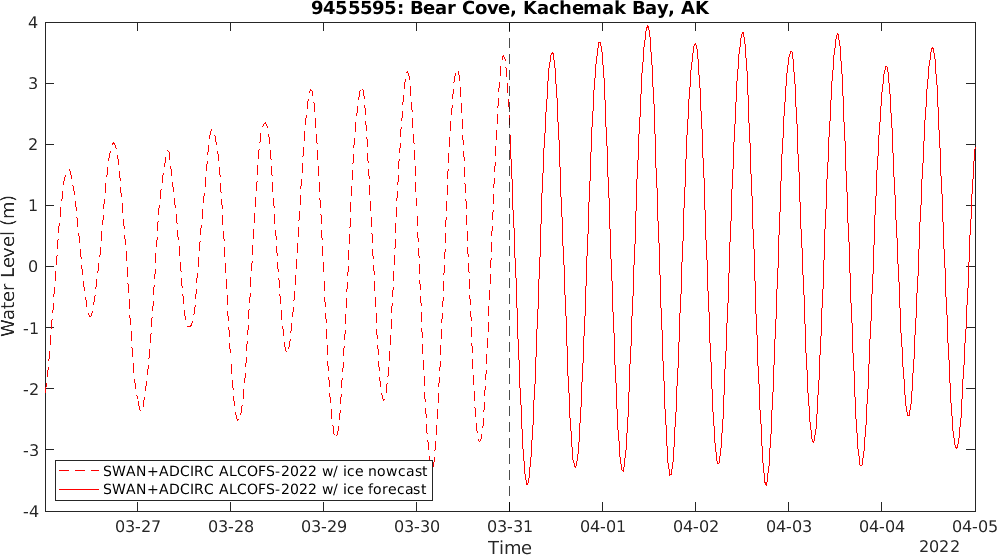 9455595: Bear Cove, Kachemak Bay, AK
4
3
2
1
0
-1
-2
-3
-4
Water Level (m)
SWAN+ADCIRC ALCOFS-2022 w/ ice nowcast
SWAN+ADCIRC ALCOFS-2022 w/ ice forecast
03-27 03-28 03-29 03-30 03-31 04-01 04-02 04-03 04-04 04-05
Time
2022